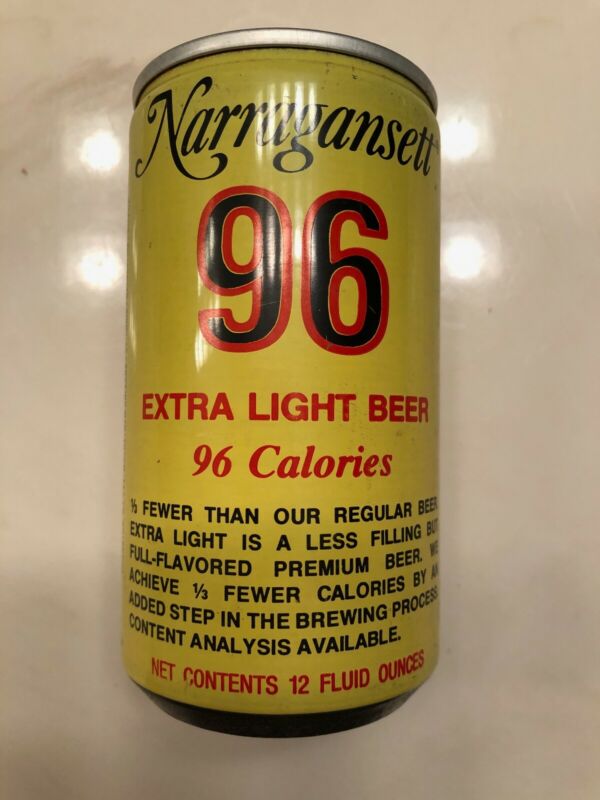 Narragansett
96
EXTRA LIGHT BEER
96 Calories
⅓ FEWER THAN OUR REGULAR BEER.
EXTRA LIGHT IS A LESS FILLING BUT
FULL-FLAVORED PREMIUM BEER. WE
ACHIEVE ⅓ FEWER CALORIES BY AN
ADDED STEP IN THE BREWING PROCESS.
CONTENT ANALYSIS AVAILABLE.
NET CONTENTS 12 FLUID OUNCES